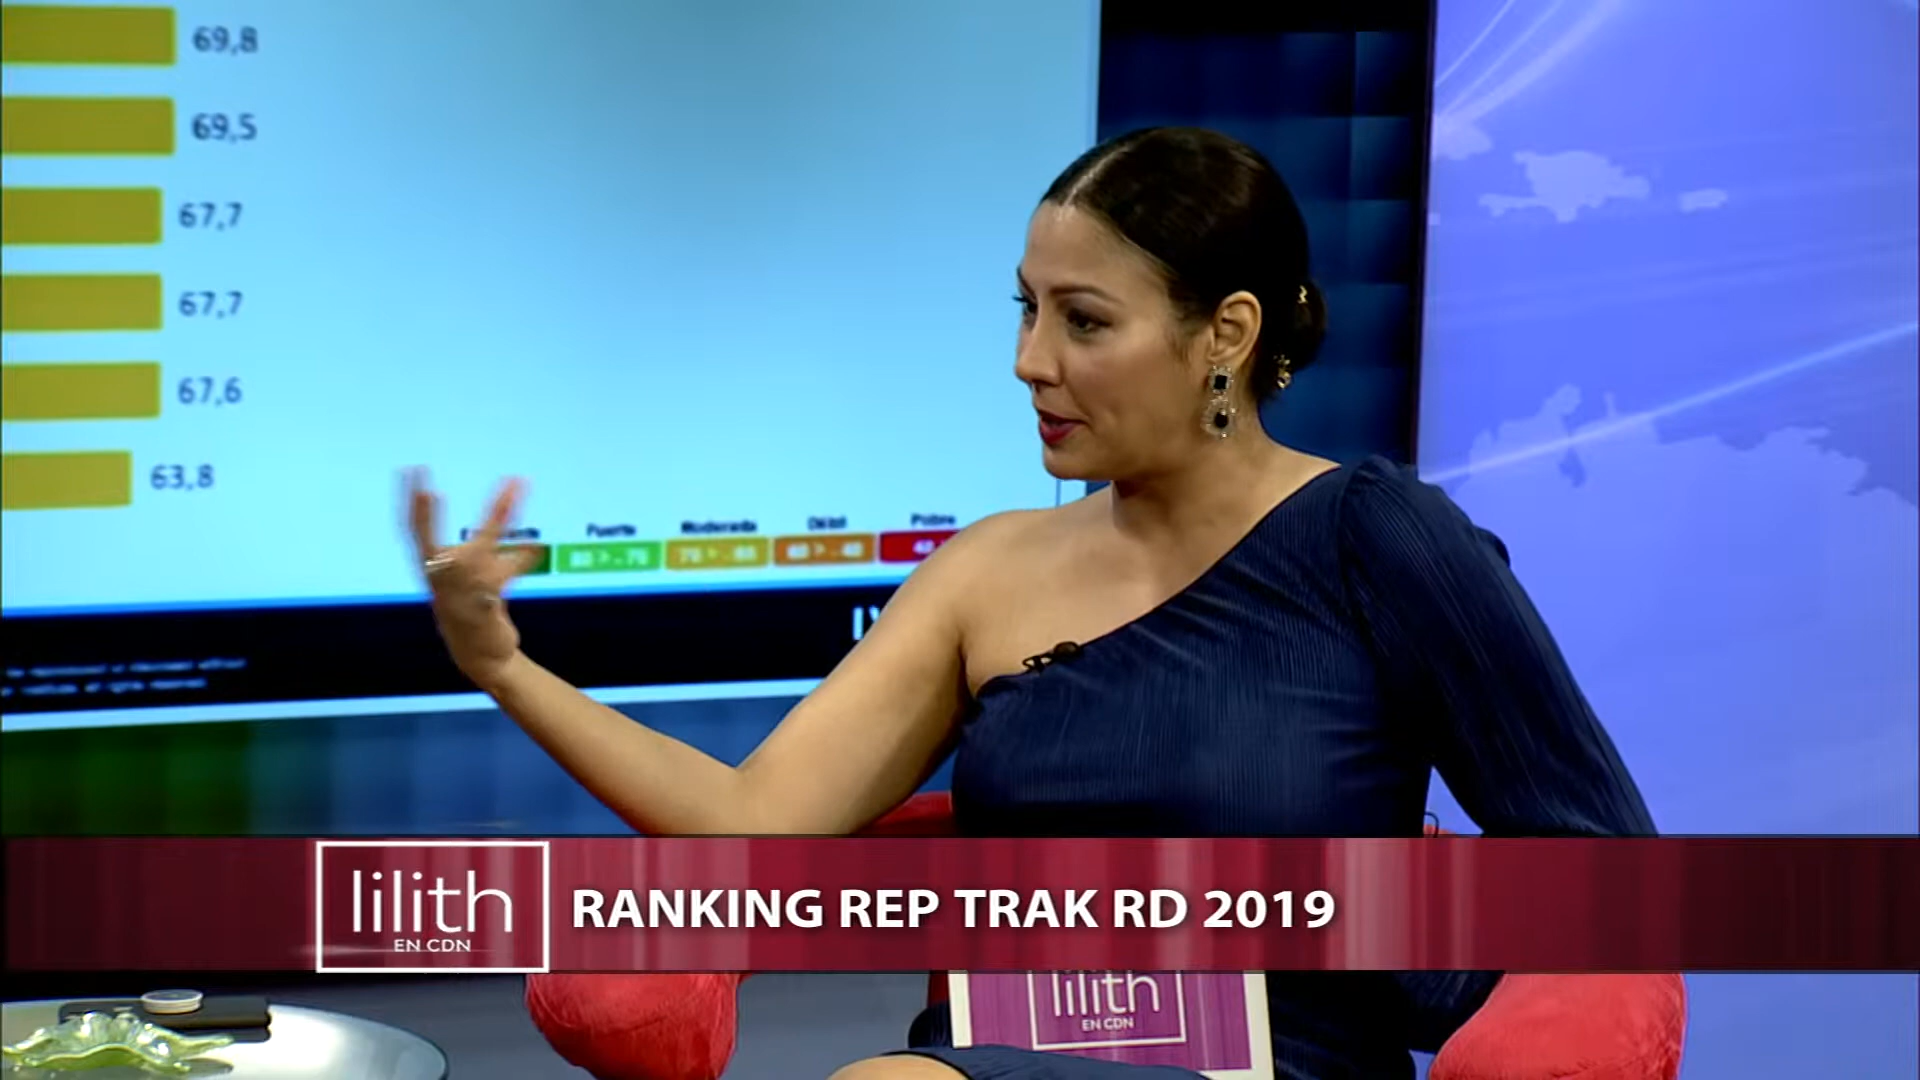 69,8
69,5
67,7
67,7
67,6
63,8
Fuerte
Moderada
Débil
Pobre
lilith
EN CDN
RANKING REP TRAK RD 2019
lilith
EN CDN